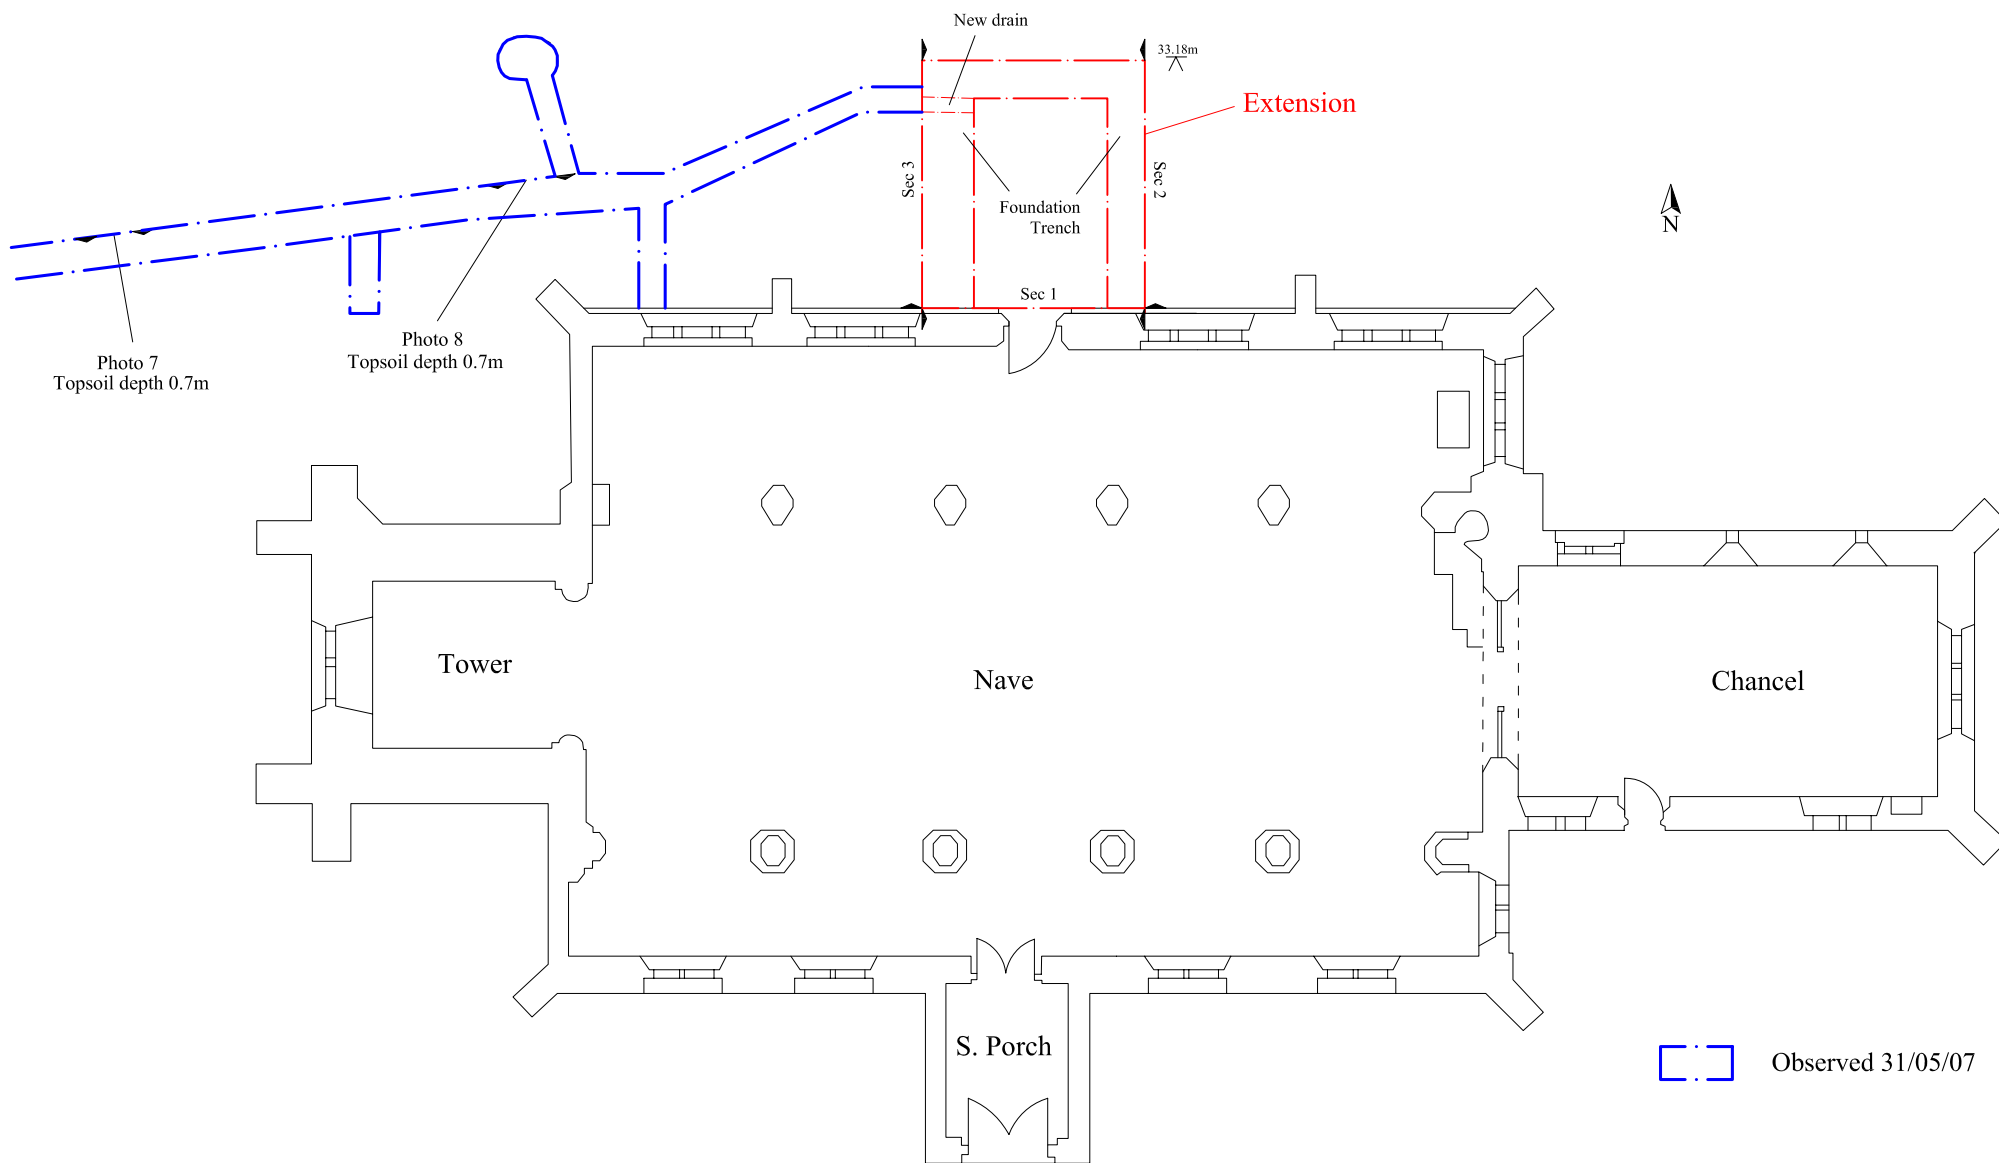 New drain
33.18m
Extension
Sec 3
Sec 2
Foundation
Trench
N
Sec 1
Photo 8
Topsoil depth 0.7m
Photo 7
Topsoil depth 0.7m
Tower
Nave
Chancel
S. Porch
Observed 31/05/07